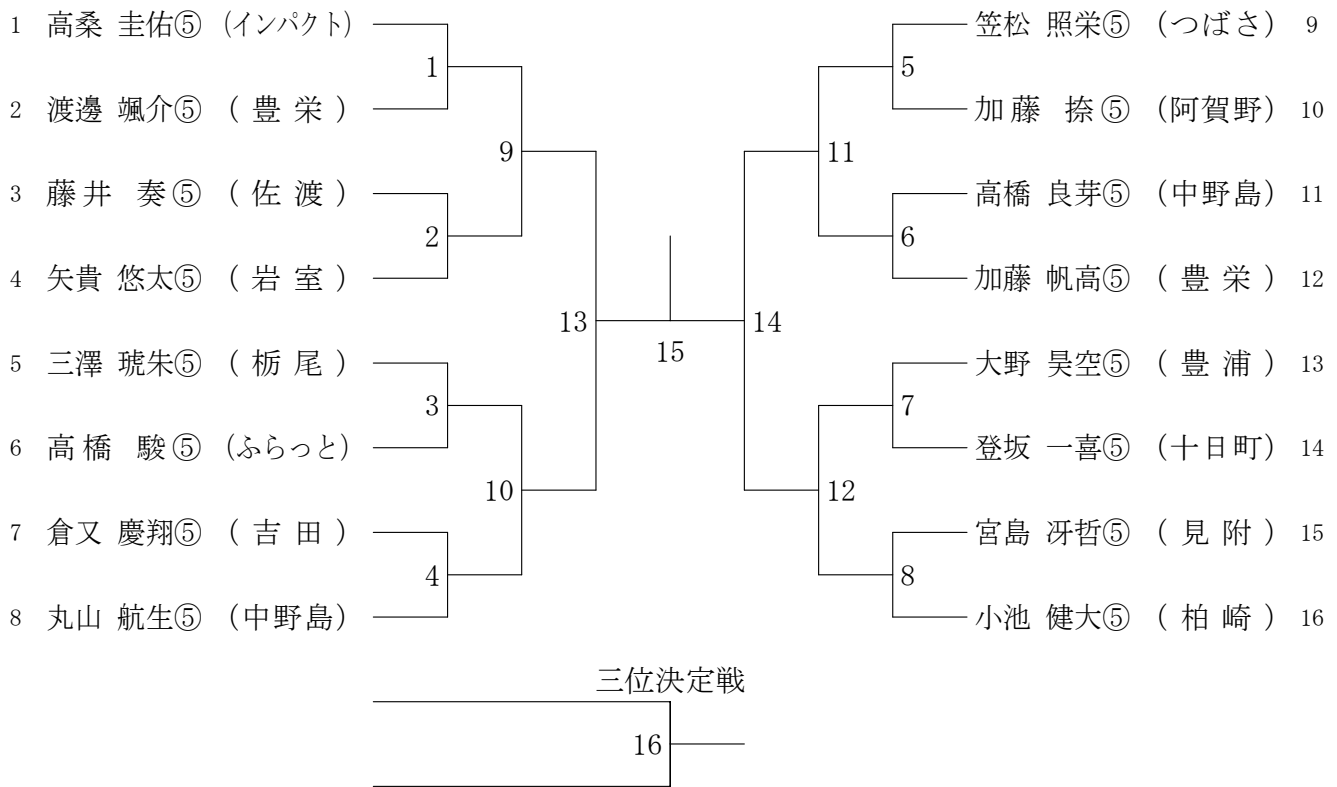 1 高桑 圭佑⑤ (インパクト)
1
2 渡邊 颯介⑤ ( 豊 栄 )
9
3 藤井 奏⑤ ( 佐 渡 )
2
4 矢貴 悠太⑤ ( 岩 室 )
13
5 三澤 琥朱⑤ ( 栃 尾 )
3
6 高橋 駿⑤ (ふらっと)
10
7 倉又 慶翔⑤ ( 吉 田 )
4
8 丸山 航生⑤ (中野島)
15
笠松 照栄⑤ (つばさ) 9
5
加藤 捺⑤ (阿賀野) 10
11
高橋 良芽⑤ (中野島) 11
6
加藤 帆高⑤ ( 豊 栄 ) 12
14
大野 昊空⑤ ( 豊 浦 ) 13
7
登坂 一喜⑤ (十日町) 14
12
宮島 冴哲⑤ ( 見 附 ) 15
8
小池 健大⑤ ( 柏 崎 ) 16
三位決定戦
16